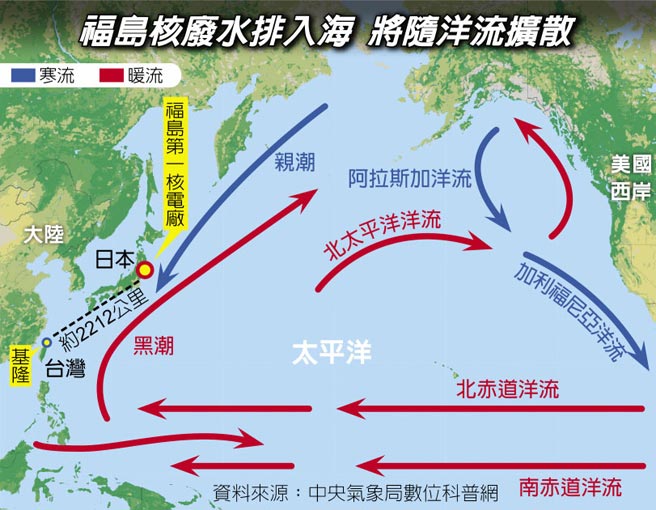 福島核廢水排入海 將隨洋流擴散
寒流 暖流
福島第一核電廠
親潮
阿拉斯加洋流
美國
西岸
大陸
日本
北太平洋洋流
加利福尼亞洋流
約2212公里
黑潮
基隆
台灣
太平洋
北赤道洋流
南赤道洋流
資料來源：中央氣象局數位科普網